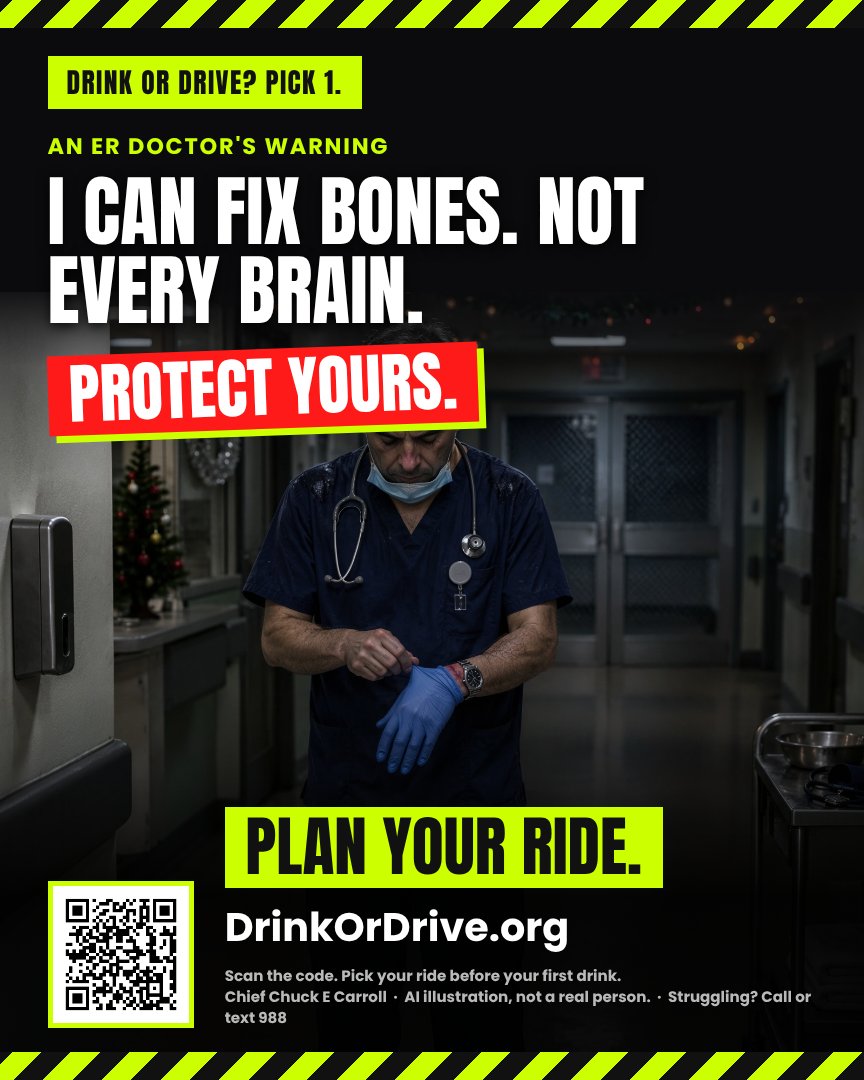 DRINK OR DRIVE? PICK 1.
AN ER DOCTOR'S WARNING
I CAN FIX BONES. NOT
EVERY BRAIN.
PROTECT YOURS.
PLAN YOUR RIDE.
DrinkOrDrive.org
Scan the code. Pick your ride before your first drink.
Chief Chuck E Carroll · AI illustration, not a real person. · Struggling? Call or
text 988